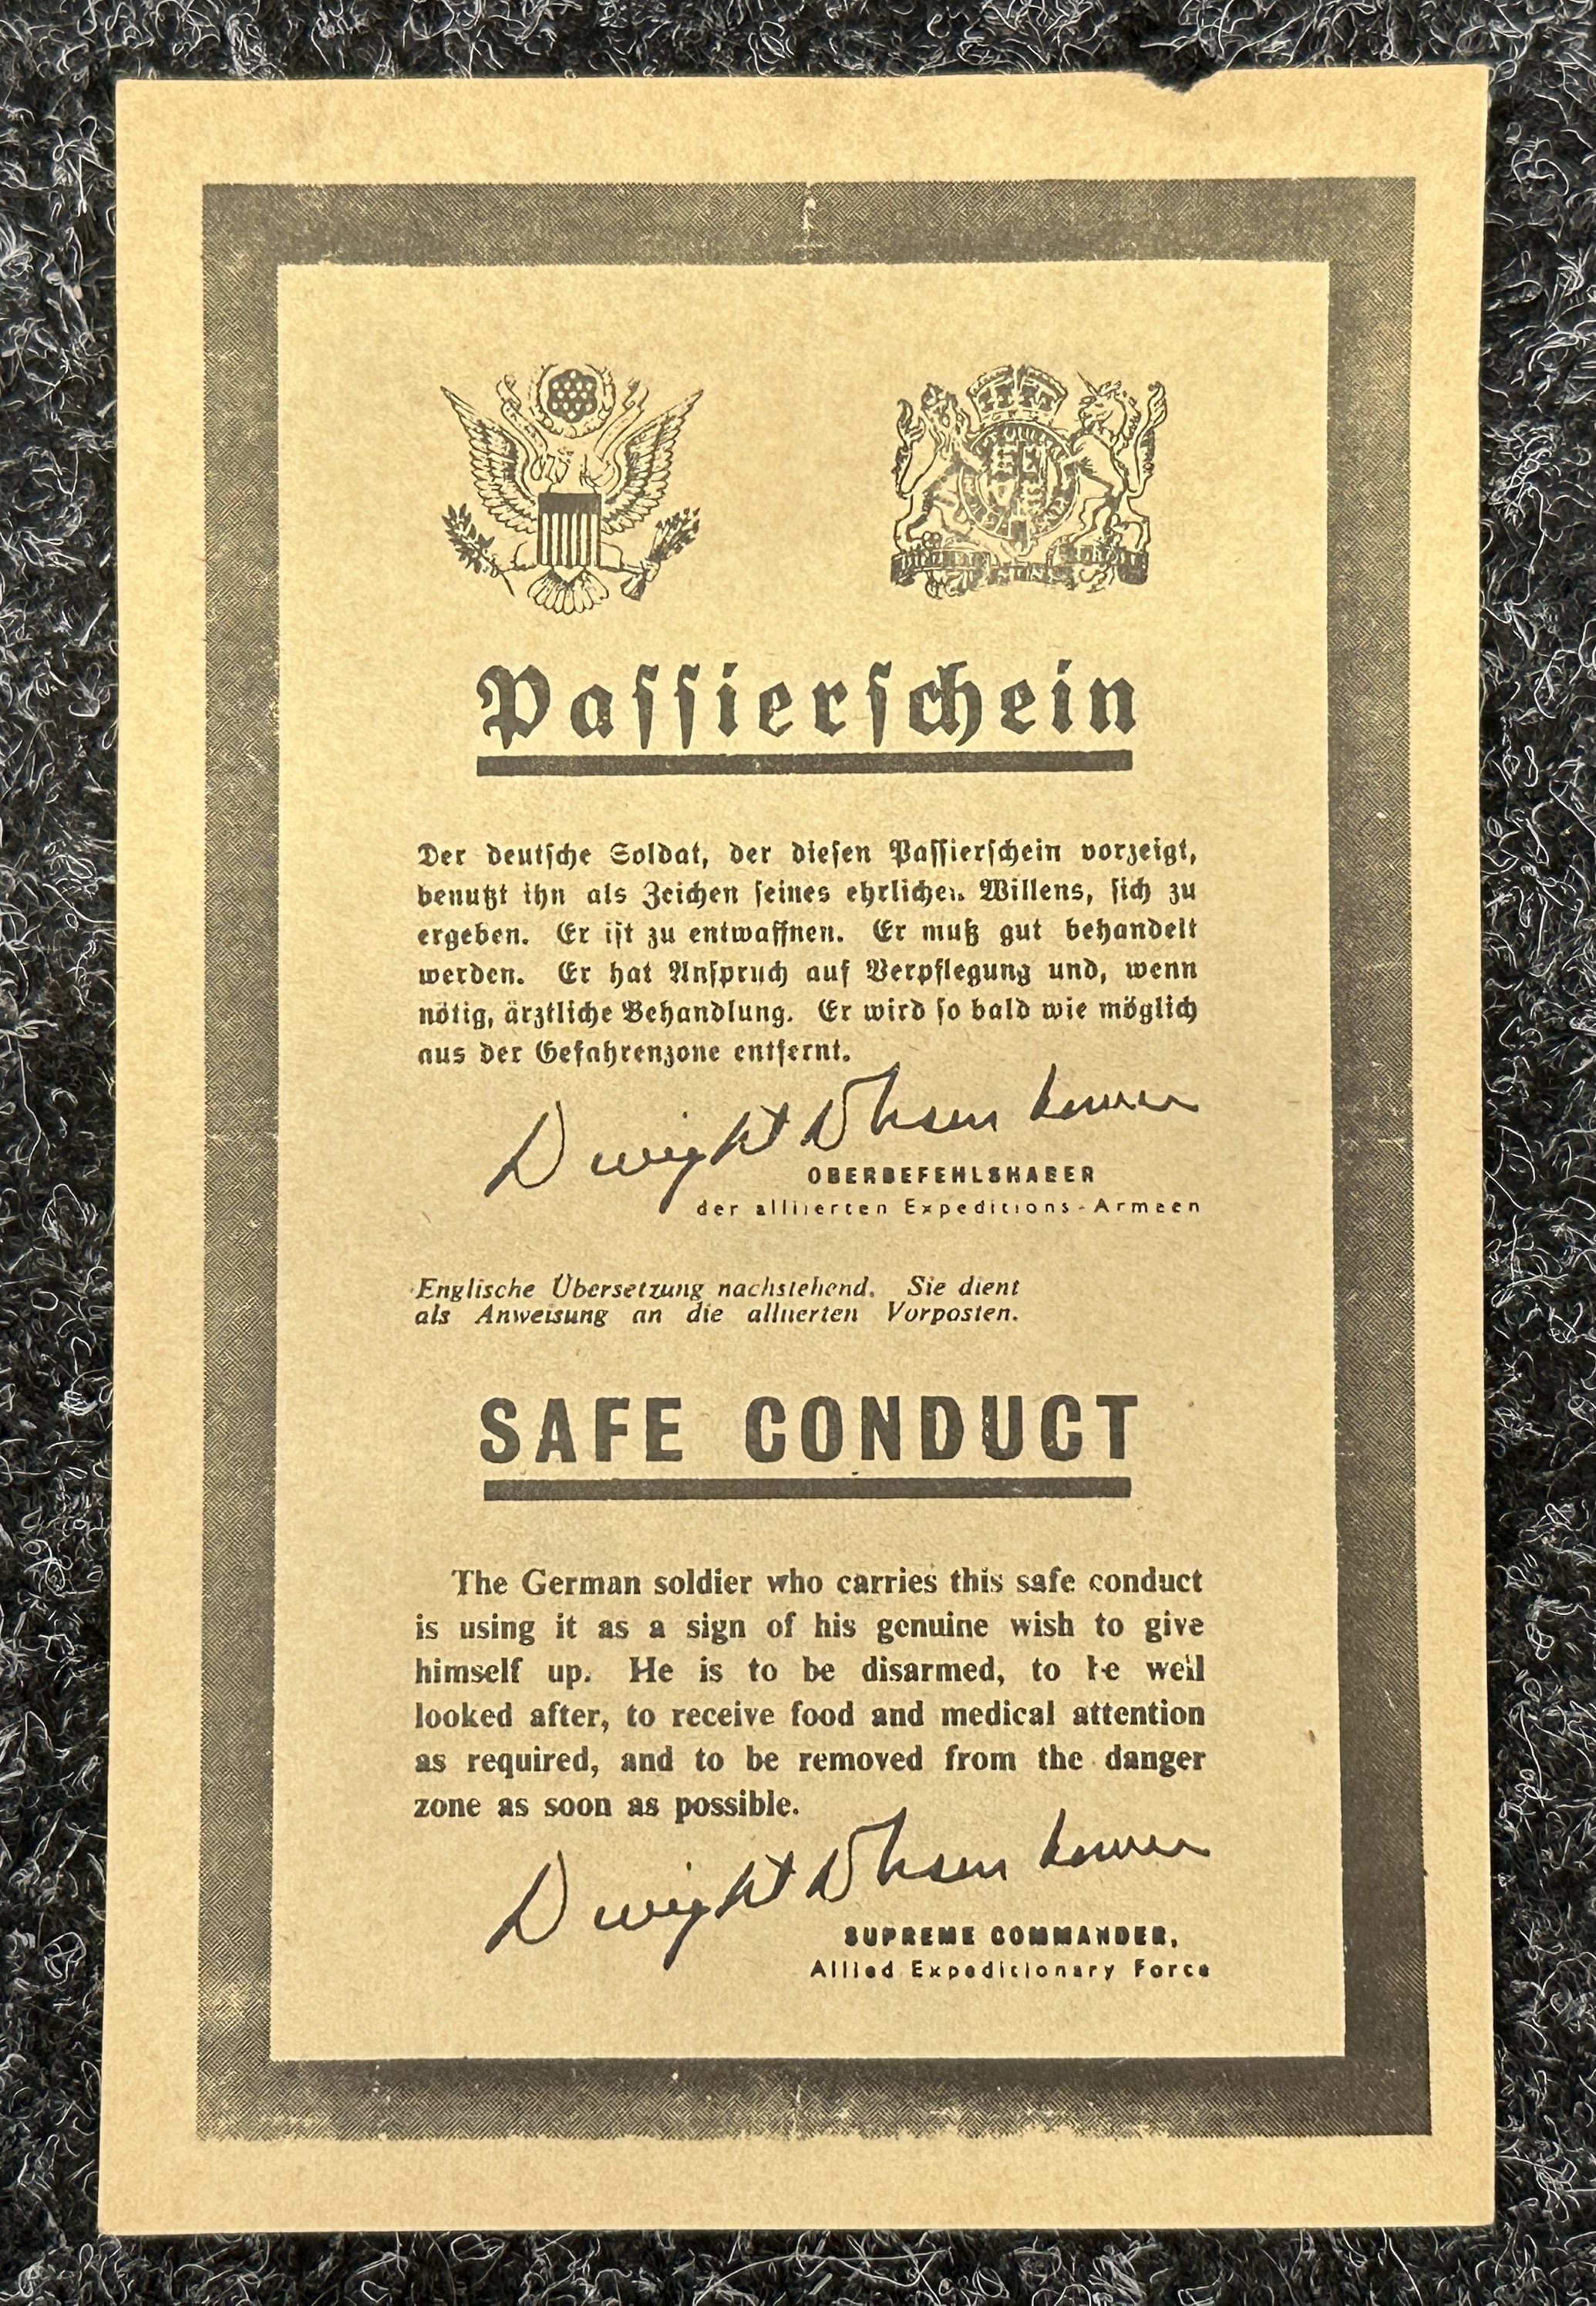 Passierschein
Der deutsche Soldat, der diesen Passierschein vorzeigt,
benutzt ihn als Zeichen seines ehrlichen Willens, sich zu
ergeben. Er ist zu entwaffnen. Er muß gut behandelt
werden. Er hat Anspruch auf Verpflegung und, wenn
nötig, ärztliche Behandlung. Er wird so bald wie möglich
aus der Gefahrenzone entfernt.
Dwight D Eisenhower
OBERBEFEHLSHABER
der alliierten Expeditions-Armeen
Englische Übersetzung nachstehend. Sie dient
als Anweisung an die alliierten Vorposten.
SAFE CONDUCT
The German soldier who carries this safe conduct
is using it as a sign of his genuine wish to give
himself up. He is to be disarmed, to be well
looked after, to receive food and medical attention
as required, and to be removed from the danger
zone as soon as possible.
Dwight D Eisenhower
SUPREME COMMANDER,
Allied Expeditionary Force